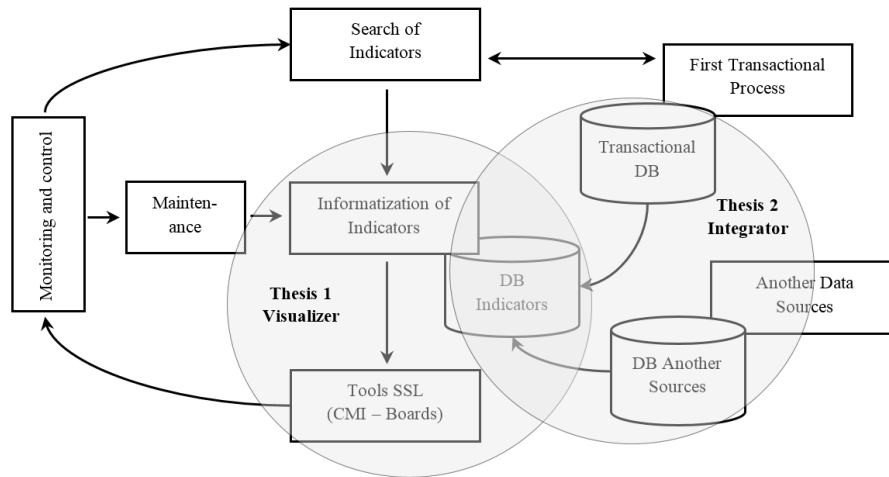 Search of
Indicators
First Transactional
Process
Monitoring and control
Transactional
DB
Mainten-
ance
Informatization of
Indicators
Thesis 2
Integrator
Thesis 1
Visualizer
DB
Indicators
Another Data
Sources
Tools SSL
(CMI – Boards)
DB Another
Sources